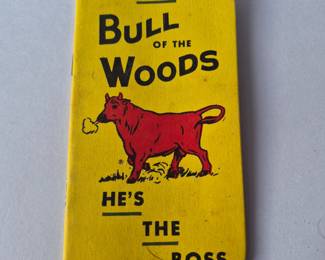 BULL
OF THE
WOODS
®
HE'S
THE
BOSS